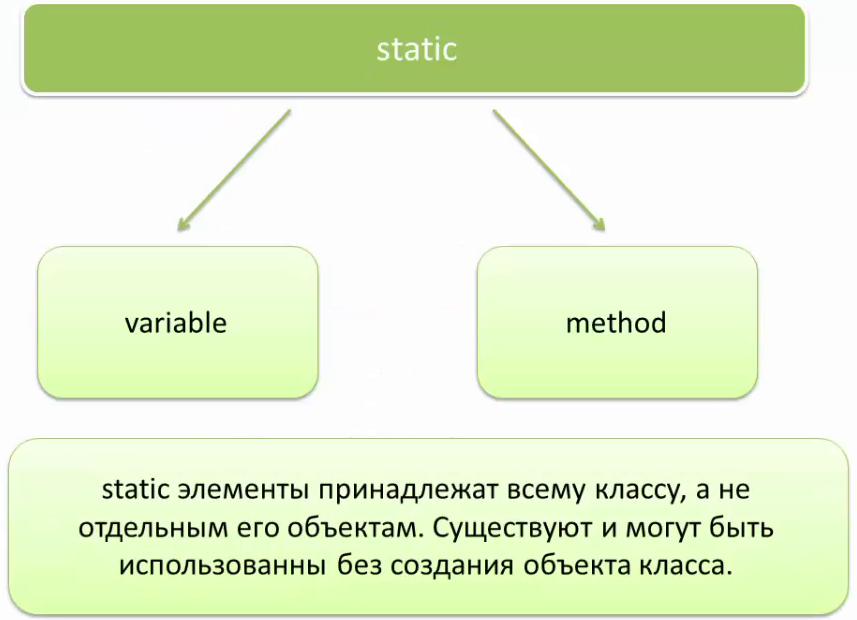 static
variable
method
static элементы принадлежат всему классу, а не
отдельным его объектам. Существуют и могут быть
использованны без создания объекта класса.